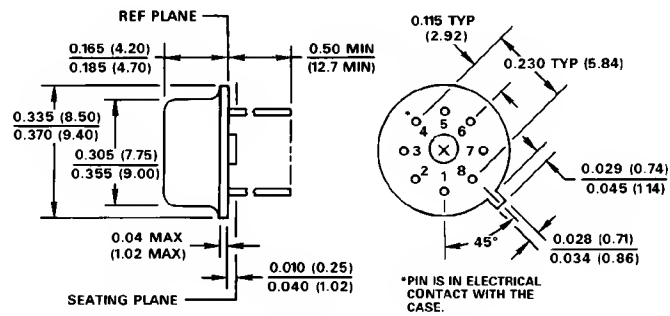 REF PLANE
0.165 (4.20)
0.185 (4.70)
0.50 MIN
(12.7 MIN)
0.335 (8.50)
0.370 (9.40)
0.305 (7.75)
0.355 (9.00)
0.04 MAX
(1.02 MAX)
0.010 (0.25)
0.040 (1.02)
SEATING PLANE
0.115 TYP
(2.92)
0.230 TYP (5.84)
*
5
4
6
3
7
2
8
1
0.029 (0.74)
0.045 (1 14)
45°
0.028 (0.71)
0.034 (0.86)
*PIN IS IN ELECTRICAL
CONTACT WITH THE
CASE.